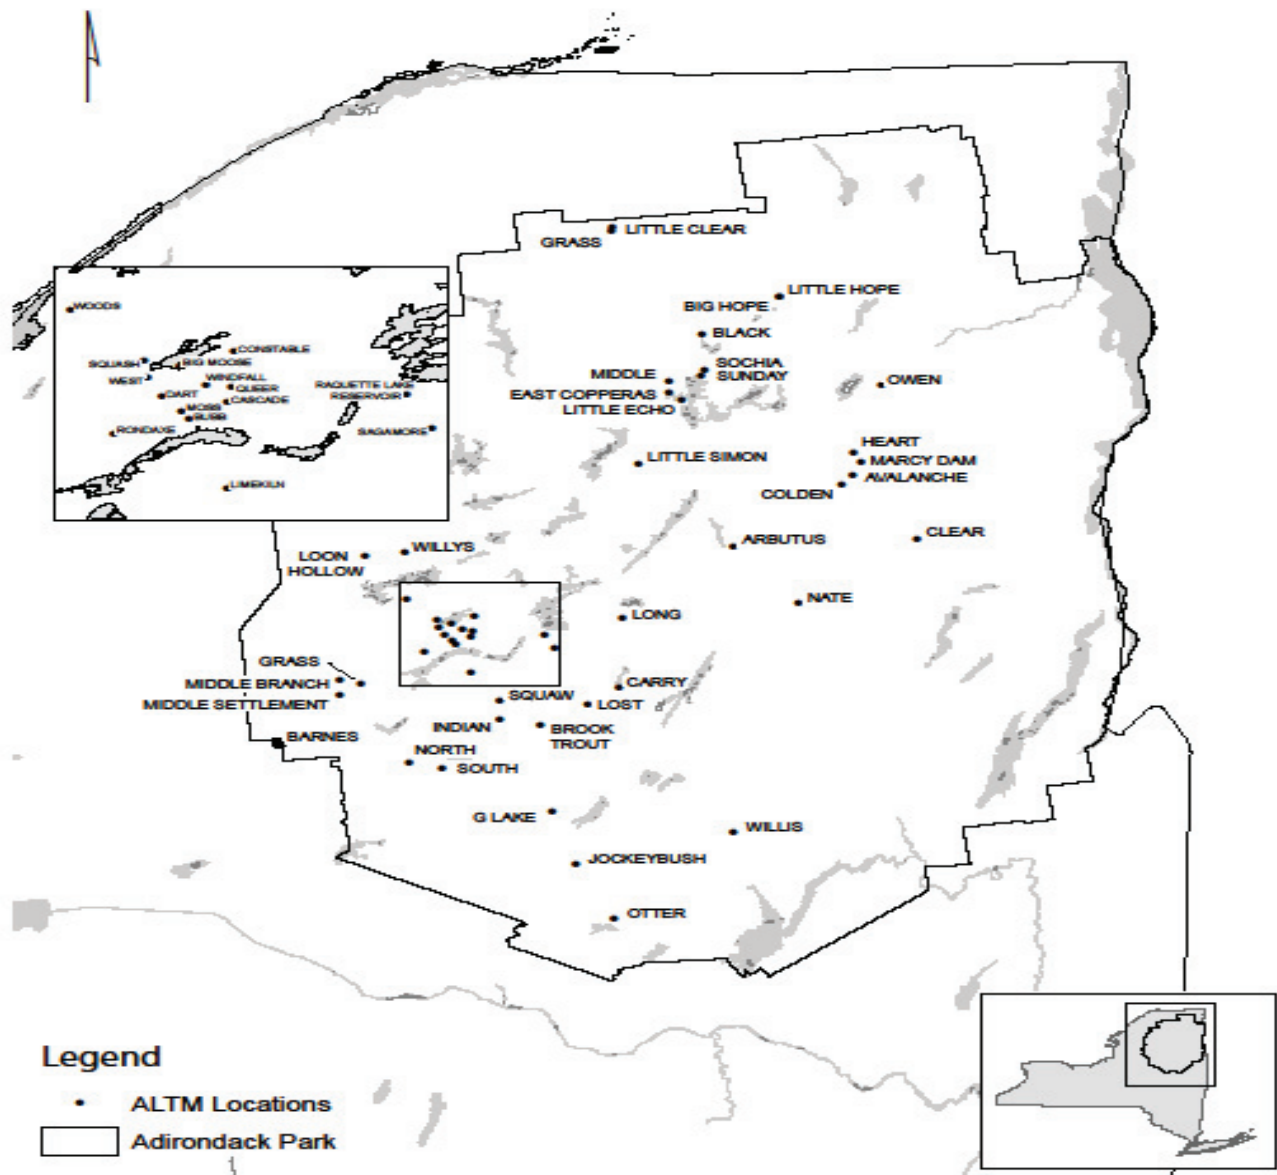 LITTLE CLEAR
GRASS
LITTLE HOPE
BIG HOPE
BLACK
SOCHIA
SUNDAY
MIDDLE
EAST COPPERAS
LITTLE ECHO
OWEN
HEART
MARCY DAM
AVALANCHE
COLDEN
LITTLE SIMON
ARBUTUS
CLEAR
NATE
LONG
WOODS
CONSTABLE
SQUASH
BIG MOOSE
WEST
WINDFALL
QUEER
RAQUETTE LAKE
RESERVOIR
DART
CASCADE
MOSS
BUBB
RONDAXE
SAGAMORE
LIMEKILN
WILLYS
LOON
HOLLOW
GRASS
MIDDLE BRANCH
MIDDLE SETTLEMENT
BARNES
CARRY
SQUAW
LOST
INDIAN
BROOK
TROUT
NORTH
SOUTH
G LAKE
WILLIS
JOCKEYBUSH
OTTER
Legend
ALTM Locations
Adirondack Park